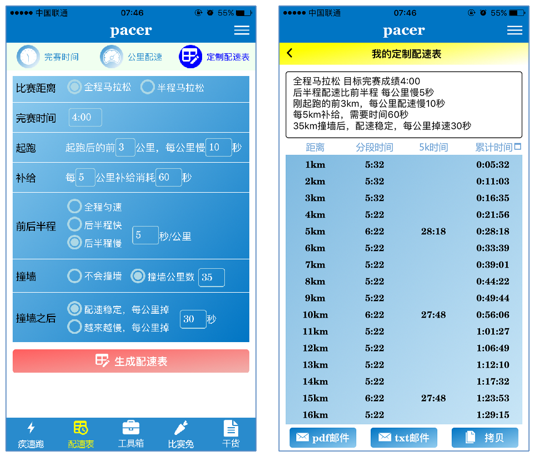 中国联通 07:46 55%
pacer
完赛时间 公里配速 定制配速表
比赛距离 全程马拉松 半程马拉松
完赛时间 4:00
起跑 起跑后的前3公里，每公里慢10秒
补给 每5公里补给消耗60秒
前后半程
全程匀速
后半程快
后半程慢 5秒/公里
撞墙 不会撞墙 撞墙公里数 35
撞墙之后
配速稳定，每公里掉
越来越慢，每公里掉
30秒
生成配速表
疾速跑 配速表 工具箱 比赛兔 干货
中国联通 07:46 55%
pacer
我的定制配速表
全程马拉松 目标完赛成绩4:00
后半程配速比前半程 每公里慢5秒
刚起跑的前3km，每公里配速慢10秒
每5km补给，需要时间60秒
35km撞墙后，配速稳定，每公里掉速30秒
距离 分段时间 5k时间 累计时间
1km 5:32 0:05:32
2km 5:32 0:11:03
3km 5:32 0:16:35
4km 5:22 0:21:56
5km 6:22 28:18 0:28:18
6km 5:22 0:33:39
7km 5:22 0:39:01
8km 5:22 0:44:22
9km 5:22 0:49:44
10km 6:22 27:48 0:56:06
11km 5:22 1:01:27
12km 5:22 1:06:49
13km 5:22 1:12:10
14km 5:22 1:17:32
15km 6:22 27:48 1:23:53
16km 5:22 1:29:15
pdf邮件 txt邮件 拷贝